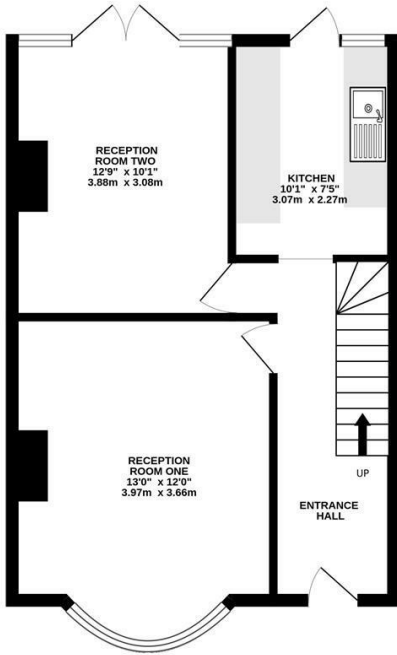 RECEPTION
ROOM TWO
12'9" x 10'1"
3.88m x 3.08m
KITCHEN
10'1" x 7'5"
3.07m x 2.27m
RECEPTION
ROOM ONE
13'0" x 12'0"
3.97m x 3.66m
UP
ENTRANCE
HALL